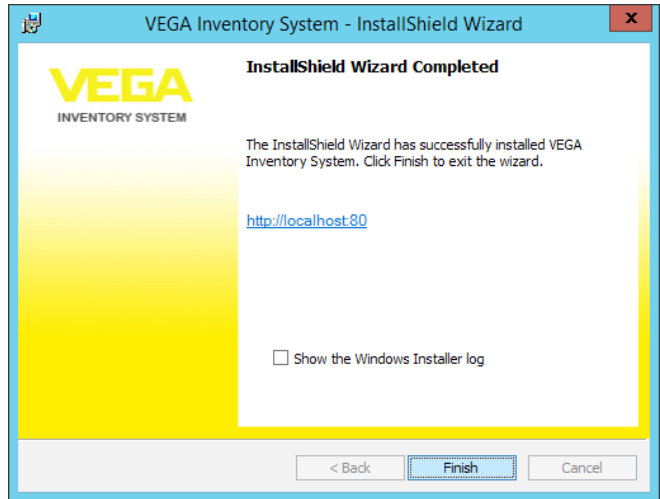 VEGA Inventory System - InstallShield Wizard
x
VEGA
INVENTORY SYSTEM
InstallShield Wizard Completed
The InstallShield Wizard has successfully installed VEGA
Inventory System. Click Finish to exit the wizard.
http://localhost:80
Show the Windows Installer log
< Back
Finish
Cancel